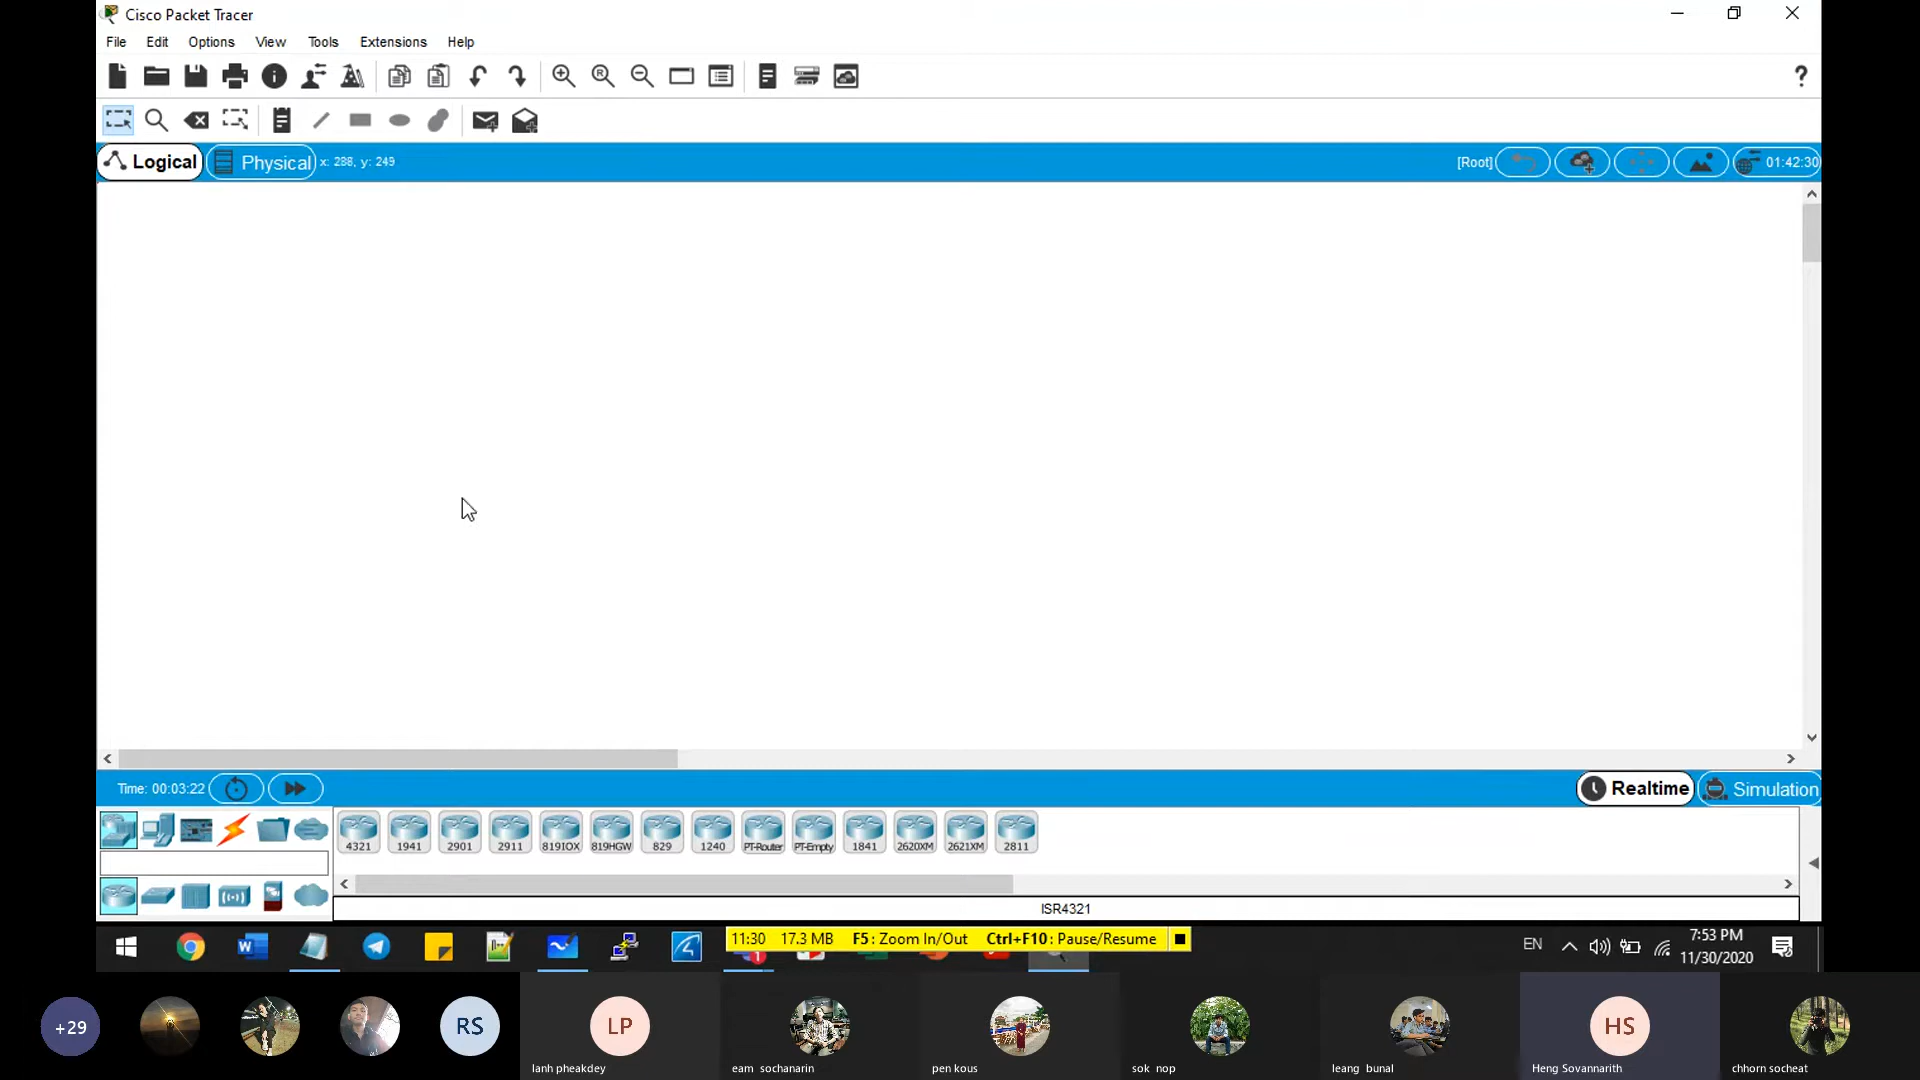 Cisco Packet Tracer
File Edit Options View Tools Extensions Help
?
Logical Physical x: 288, y: 249 [Root] 01:42:30
Time: 00:03:22 Realtime Simulation
4321 1941 2901 2911 819IOX 819HGW 829 1240 PT-Router PT-Empty 1841 2620XM 2621XM 2811
ISR4321
11:30 17.3 MB F5: Zoom In/Out Ctrl+F10: Pause/Resume
EN 7:53 PM
11/30/2020
+29 RS LP HS
lanh pheakdey eam sochanarin pen kous sok nop leang bunal Heng Sovannarith chhorn socheat